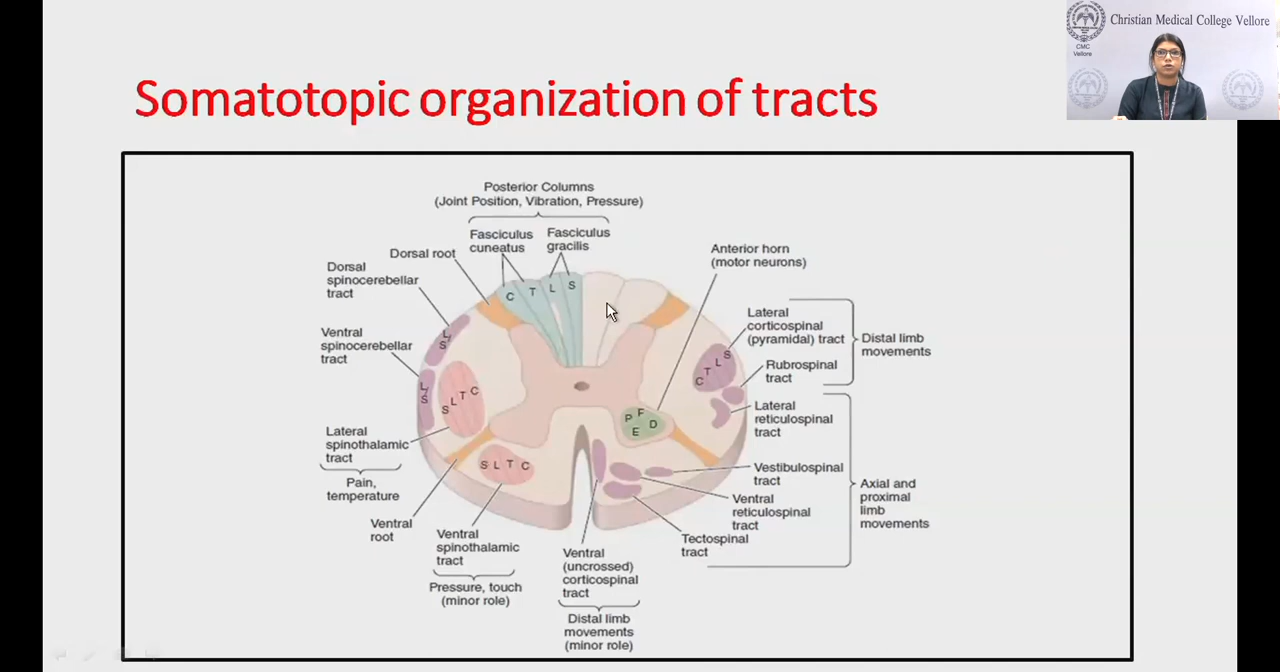 Christian Medical College Vellore
CMC
Vellore
Somatotopic organization of tracts
Posterior Columns
(Joint Position, Vibration, Pressure)
Fasciculus
cuneatus
Fasciculus
gracilis
Dorsal root
Dorsal
spinocerebellar
tract
Ventral
spinocerebellar
tract
Lateral
spinothalamic
tract
Pain,
temperature
Ventral
root
Ventral
spinothalamic
tract
Pressure, touch
(minor role)
Ventral
(uncrossed)
corticospinal
tract
Distal limb
movements
(minor role)
Anterior horn
(motor neurons)
Lateral
corticospinal
(pyramidal) tract
Rubrospinal
tract
Distal limb
movements
Lateral
reticulospinal
tract
Vestibulospinal
tract
Ventral
reticulospinal
tract
Tectospinal
tract
Axial and
proximal
limb
movements
C T L S
L/S
L/S
S L T C
S L T C
C T L S
P F
E D